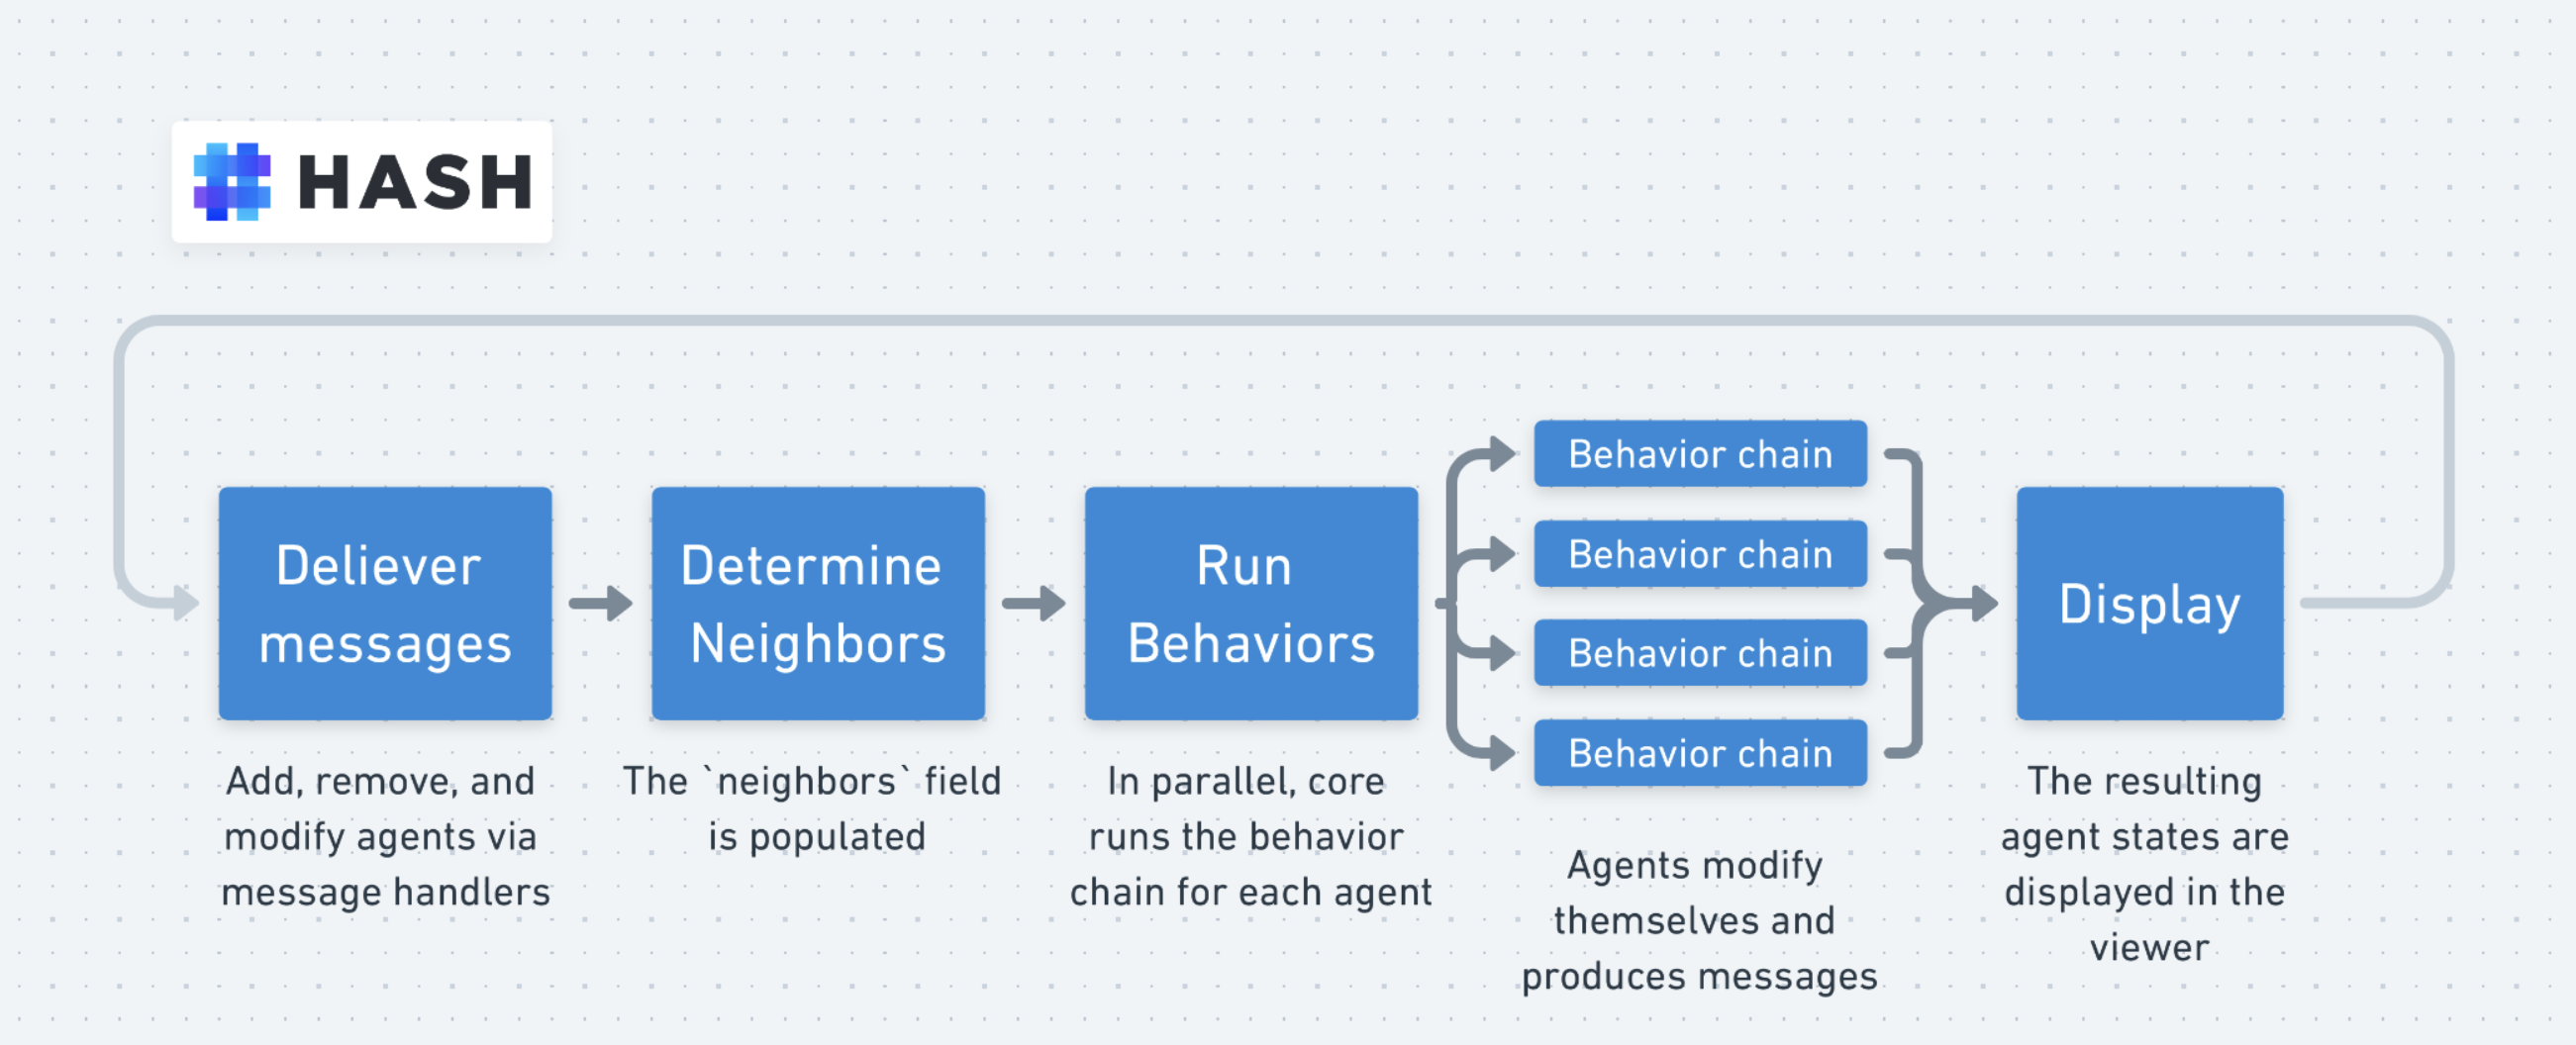 HASH
Deliever
messages
Add, remove, and
modify agents via
message handlers
Determine
Neighbors
The `neighbors` field
is populated
Run
Behaviors
In parallel, core
runs the behavior
chain for each agent
Behavior chain
Behavior chain
Behavior chain
Behavior chain
Agents modify
themselves and
produces messages
Display
The resulting
agent states are
displayed in the
viewer